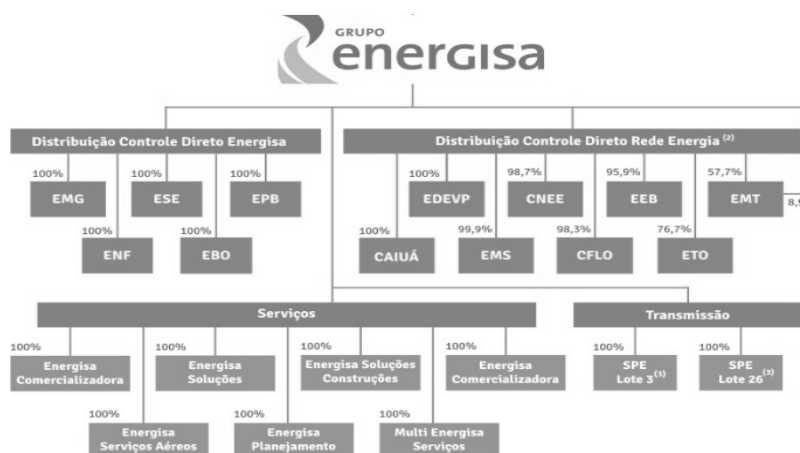 GRUPO
energisa
Distribuição Controle Direto Energisa
Distribuição Controle Direto Rede Energia (2)
100% 100% 100%
EMG ESE EPB
100% 100%
ENF EBO
100% 98,7% 95,9% 57,7%
EDEVP CNEE EEB EMT
8,9
100% 99,9% 98,3% 76,7%
CAIUÁ EMS CFLO ETO
Serviços
Transmissão
100% 100% 100% 100%
Energisa
Comercializadora
Energisa
Soluções
Energisa Soluções
Construções
Energisa
Comercializadora
100% 100%
SPE
Lote 3(3)
SPE
Lote 26(3)
100% 100% 100%
Energisa
Serviços Aéreos
Energisa
Planejamento
Multi Energisa
Serviços